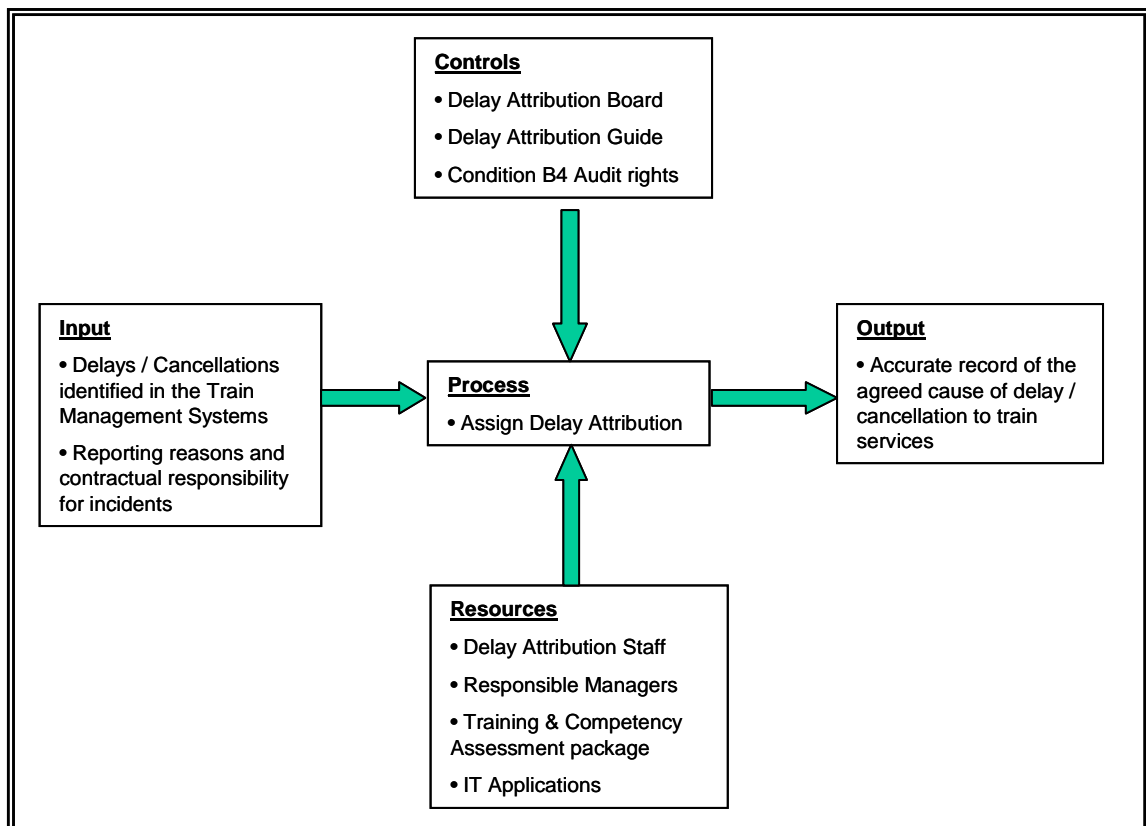 Controls
• Delay Attribution Board
• Delay Attribution Guide
• Condition B4 Audit rights
Input
• Delays / Cancellations
identified in the Train
Management Systems
• Reporting reasons and
contractual responsibility
for incidents
Process
• Assign Delay Attribution
Output
• Accurate record of the
agreed cause of delay /
cancellation to train
services
Resources
• Delay Attribution Staff
• Responsible Managers
• Training & Competency
Assessment package
• IT Applications